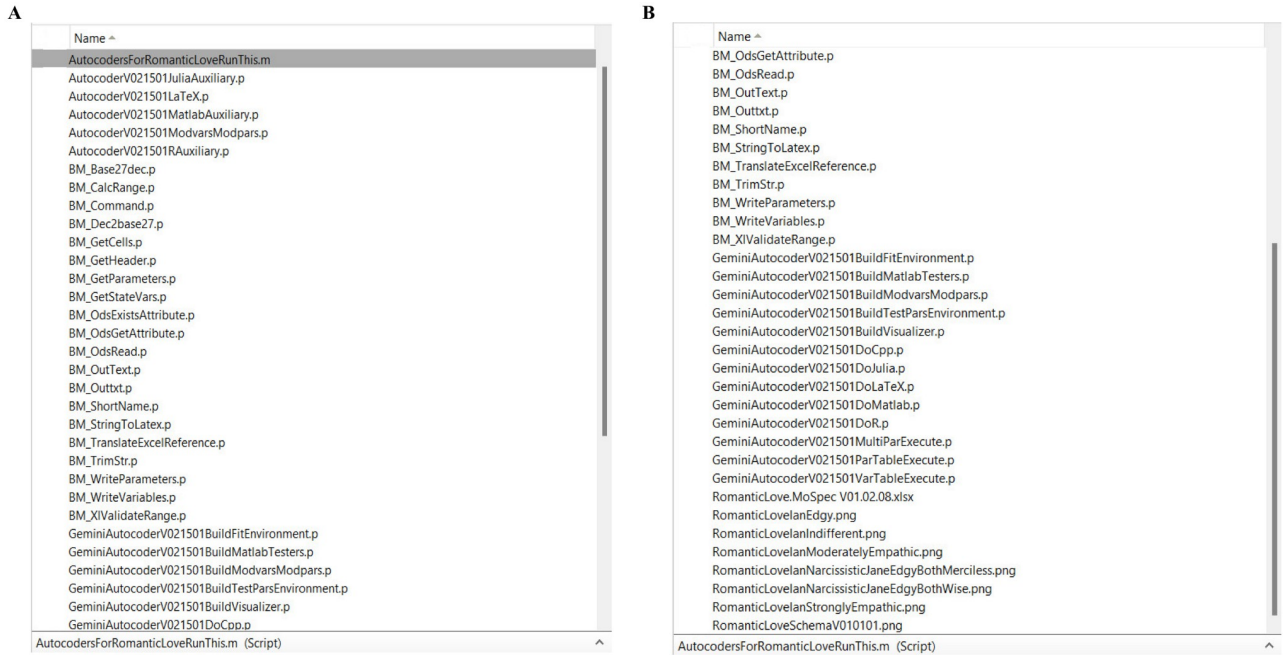 A
Name
AutocodersForRomanticLoveRunThis.m
AutocoderV021501JuliaAuxiliary.p
AutocoderV021501LaTeX.p
AutocoderV021501MatlabAuxiliary.p
AutocoderV021501ModvarsModpars.p
AutocoderV021501RAuxiliary.p
BM_Base27dec.p
BM_CalcRange.p
BM_Command.p
BM_Dec2base27.p
BM_GetCells.p
BM_GetHeader.p
BM_GetParameters.p
BM_GetStateVars.p
BM_OdsExistsAttribute.p
BM_OdsGetAttribute.p
BM_OdsRead.p
BM_OutText.p
BM_Outtxt.p
BM_ShortName.p
BM_StringToLatex.p
BM_TranslateExcelReference.p
BM_TrimStr.p
BM_WriteParameters.p
BM_WriteVariables.p
BM_XlValidateRange.p
GeminiAutocoderV021501BuildFitEnvironment.p
GeminiAutocoderV021501BuildMatlabTesters.p
GeminiAutocoderV021501BuildModvarsModpars.p
GeminiAutocoderV021501BuildTestParsEnvironment.p
GeminiAutocoderV021501BuildVisualizer.p
GeminiAutocoderV021501DoCpp.p
AutocodersForRomanticLoveRunThis.m (Script)
B
Name
BM_OdsGetAttribute.p
BM_OdsRead.p
BM_OutText.p
BM_Outtxt.p
BM_ShortName.p
BM_StringToLatex.p
BM_TranslateExcelReference.p
BM_TrimStr.p
BM_WriteParameters.p
BM_WriteVariables.p
BM_XlValidateRange.p
GeminiAutocoderV021501BuildFitEnvironment.p
GeminiAutocoderV021501BuildMatlabTesters.p
GeminiAutocoderV021501BuildModvarsModpars.p
GeminiAutocoderV021501BuildTestParsEnvironment.p
GeminiAutocoderV021501BuildVisualizer.p
GeminiAutocoderV021501DoCpp.p
GeminiAutocoderV021501DoJulia.p
GeminiAutocoderV021501DoLaTeX.p
GeminiAutocoderV021501DoMatlab.p
GeminiAutocoderV021501DoR.p
GeminiAutocoderV021501MultiParExecute.p
GeminiAutocoderV021501ParTableExecute.p
GeminiAutocoderV021501VarTableExecute.p
RomanticLove.MoSpec V01.02.08.xlsx
RomanticLoveIanEdgy.png
RomanticLoveIanIndifferent.png
RomanticLoveIanModeratelyEmpathic.png
RomanticLoveIanNarcissisticJaneEdgyBothMerciless.png
RomanticLoveIanNarcissisticJaneEdgyBothWise.png
RomanticLoveIanStronglyEmpathic.png
RomanticLoveSchemaV010101.png
AutocodersForRomanticLoveRunThis.m (Script)